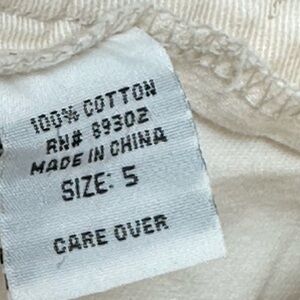 100% COTTON
RN# 89302
MADE IN CHINA
SIZE: 5
CARE OVER